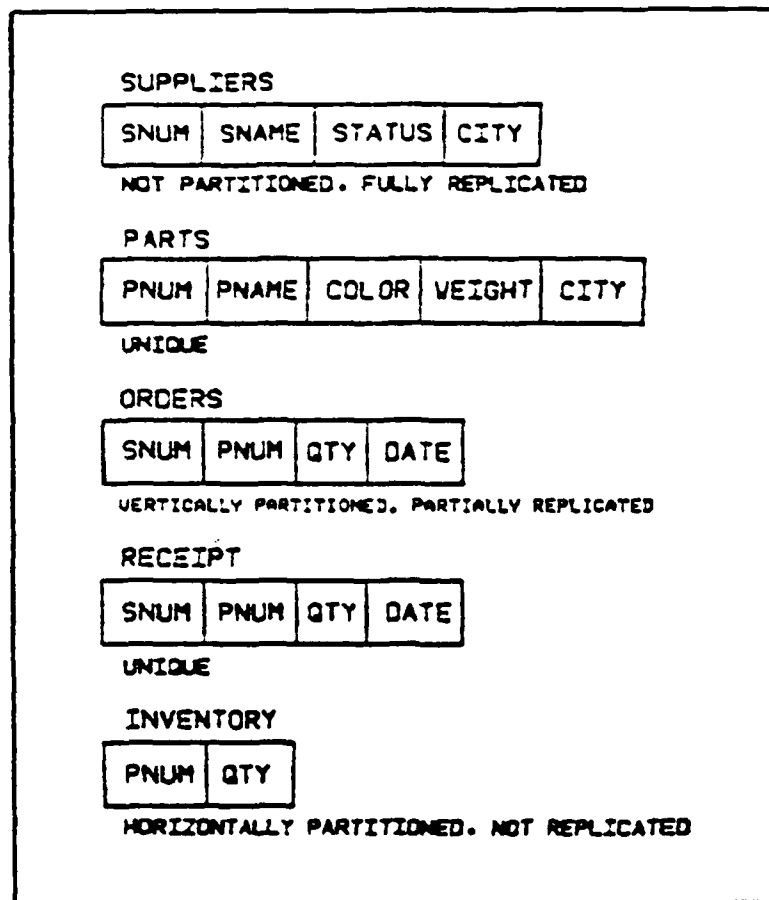 SUPPLIERS
SNUM SNAME STATUS CITY
NOT PARTITIONED. FULLY REPLICATED
PARTS
PNUM PNAME COLOR WEIGHT CITY
UNIQUE
ORDERS
SNUM PNUM QTY DATE
VERTICALLY PARTITIONED. PARTIALLY REPLICATED
RECEIPT
SNUM PNUM QTY DATE
UNIQUE
INVENTORY
PNUM QTY
HORIZONTALLY PARTITIONED. NOT REPLICATED